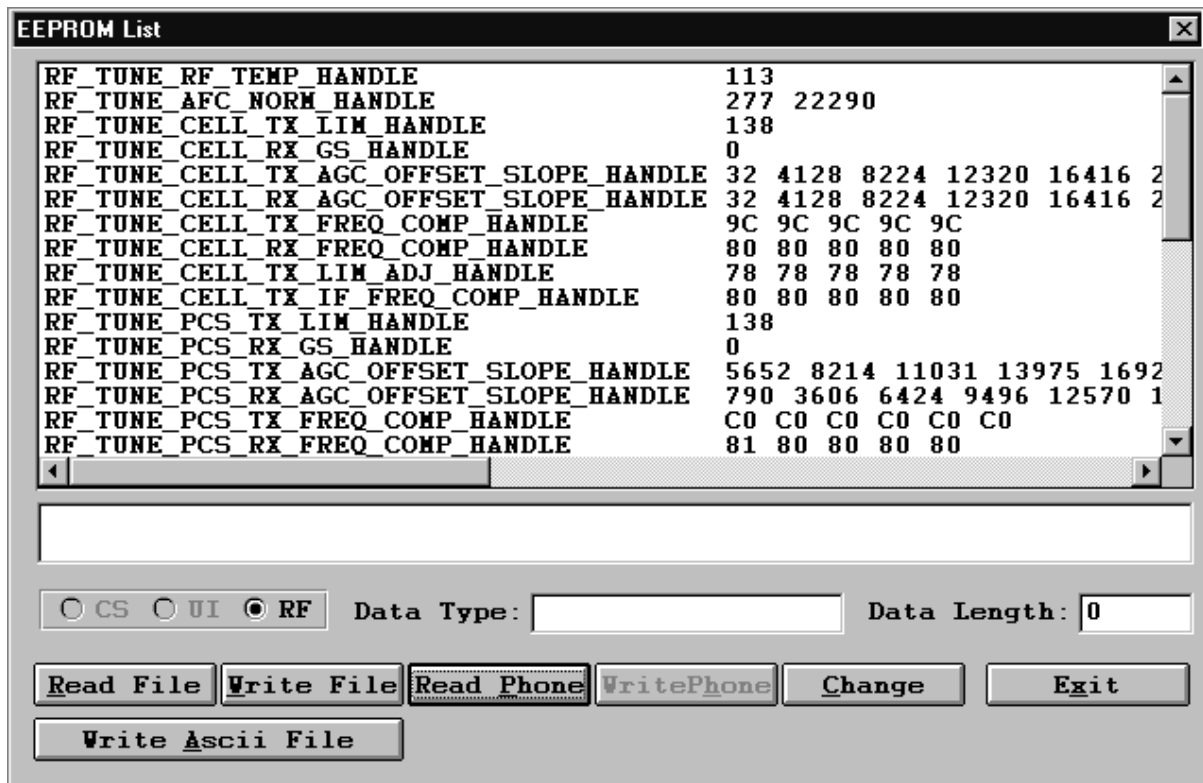 EEPROM List
RF_TUNE_RF_TEMP_HANDLE 113
RF_TUNE_AFC_NORM_HANDLE 277 22290
RF_TUNE_CELL_TX_LIM_HANDLE 138
RF_TUNE_CELL_RX_GS_HANDLE 0
RF_TUNE_CELL_TX_AGC_OFFSET_SLOPE_HANDLE 32 4128 8224 12320 16416 2
RF_TUNE_CELL_RX_AGC_OFFSET_SLOPE_HANDLE 32 4128 8224 12320 16416 2
RF_TUNE_CELL_TX_FREQ_COMP_HANDLE 9C 9C 9C 9C 9C
RF_TUNE_CELL_RX_FREQ_COMP_HANDLE 80 80 80 80 80
RF_TUNE_CELL_TX_LIM_ADJ_HANDLE 78 78 78 78 78
RF_TUNE_CELL_TX_IF_FREQ_COMP_HANDLE 80 80 80 80 80
RF_TUNE_PCS_TX_LIM_HANDLE 138
RF_TUNE_PCS_RX_GS_HANDLE 0
RF_TUNE_PCS_TX_AGC_OFFSET_SLOPE_HANDLE 5652 8214 11031 13975 1692
RF_TUNE_PCS_RX_AGC_OFFSET_SLOPE_HANDLE 790 3606 6424 9496 12570 1
RF_TUNE_PCS_TX_FREQ_COMP_HANDLE C0 C0 C0 C0 C0 C0
RF_TUNE_PCS_RX_FREQ_COMP_HANDLE 81 80 80 80 80
CS UI RF Data Type: Data Length: 0
Read File Write File Read Phone WritePhone Change Exit
Write Ascii File